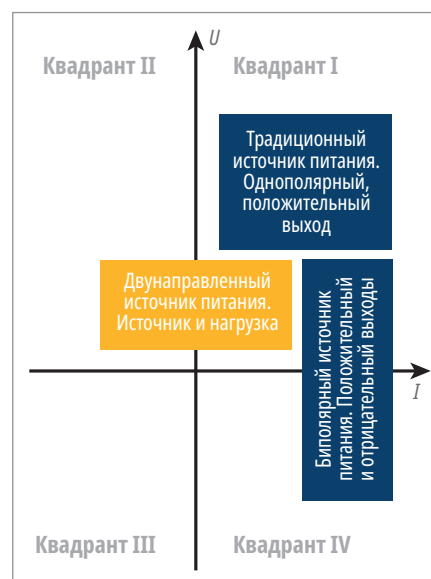 U
Квадрант II
Квадрант I
Традиционный
источник питания.
Однополярный,
положительный
выход
Двунаправленный
источник питания.
Источник и нагрузка
Биполярный источник
питания. Положительный
и отрицательный выходы
I
Квадрант III
Квадрант IV